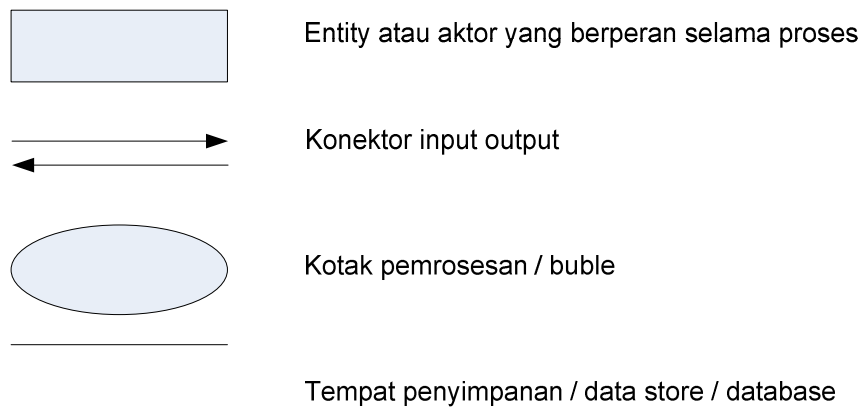 Entity atau aktor yang berperan selama proses
Konektor input output
Kotak pemrosesan / buble
Tempat penyimpanan / data store / database